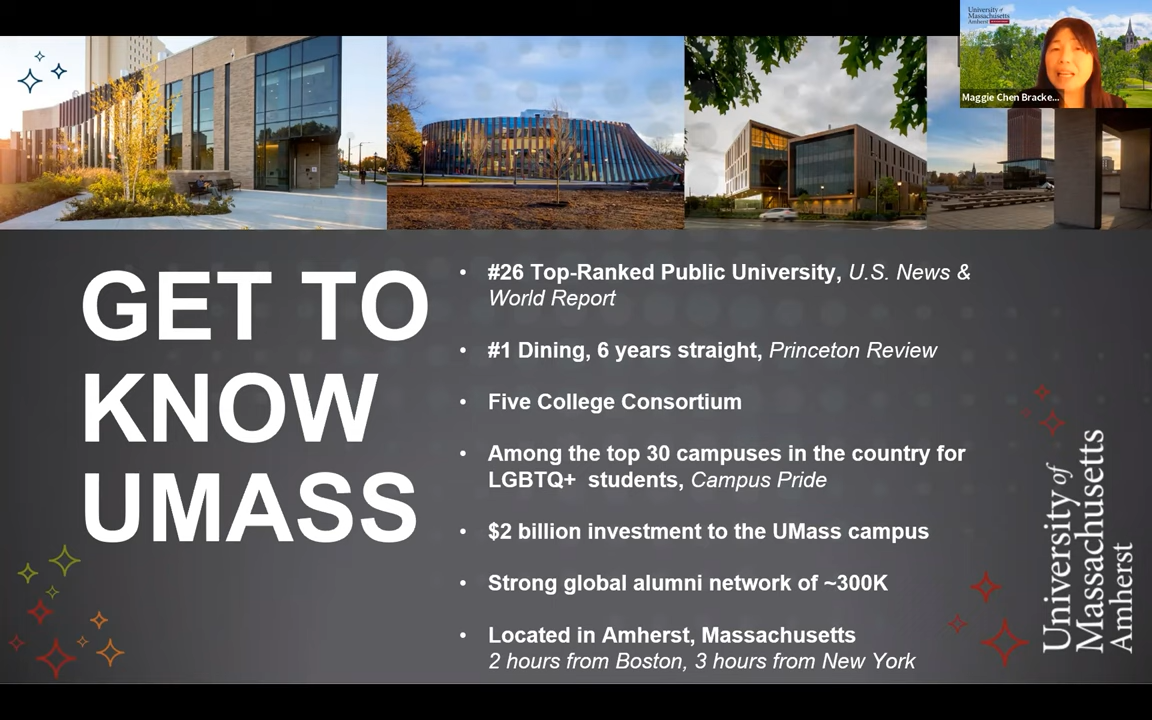 University of
Massachusetts
Amherst
Maggie Chen Bracke...
GET TO
KNOW
UMASS
• #26 Top-Ranked Public University, U.S. News &
World Report
• #1 Dining, 6 years straight, Princeton Review
• Five College Consortium
• Among the top 30 campuses in the country for
LGBTQ+ students, Campus Pride
• $2 billion investment to the UMass campus
• Strong global alumni network of ~300K
• Located in Amherst, Massachusetts
2 hours from Boston, 3 hours from New York
University of
Massachusetts
Amherst